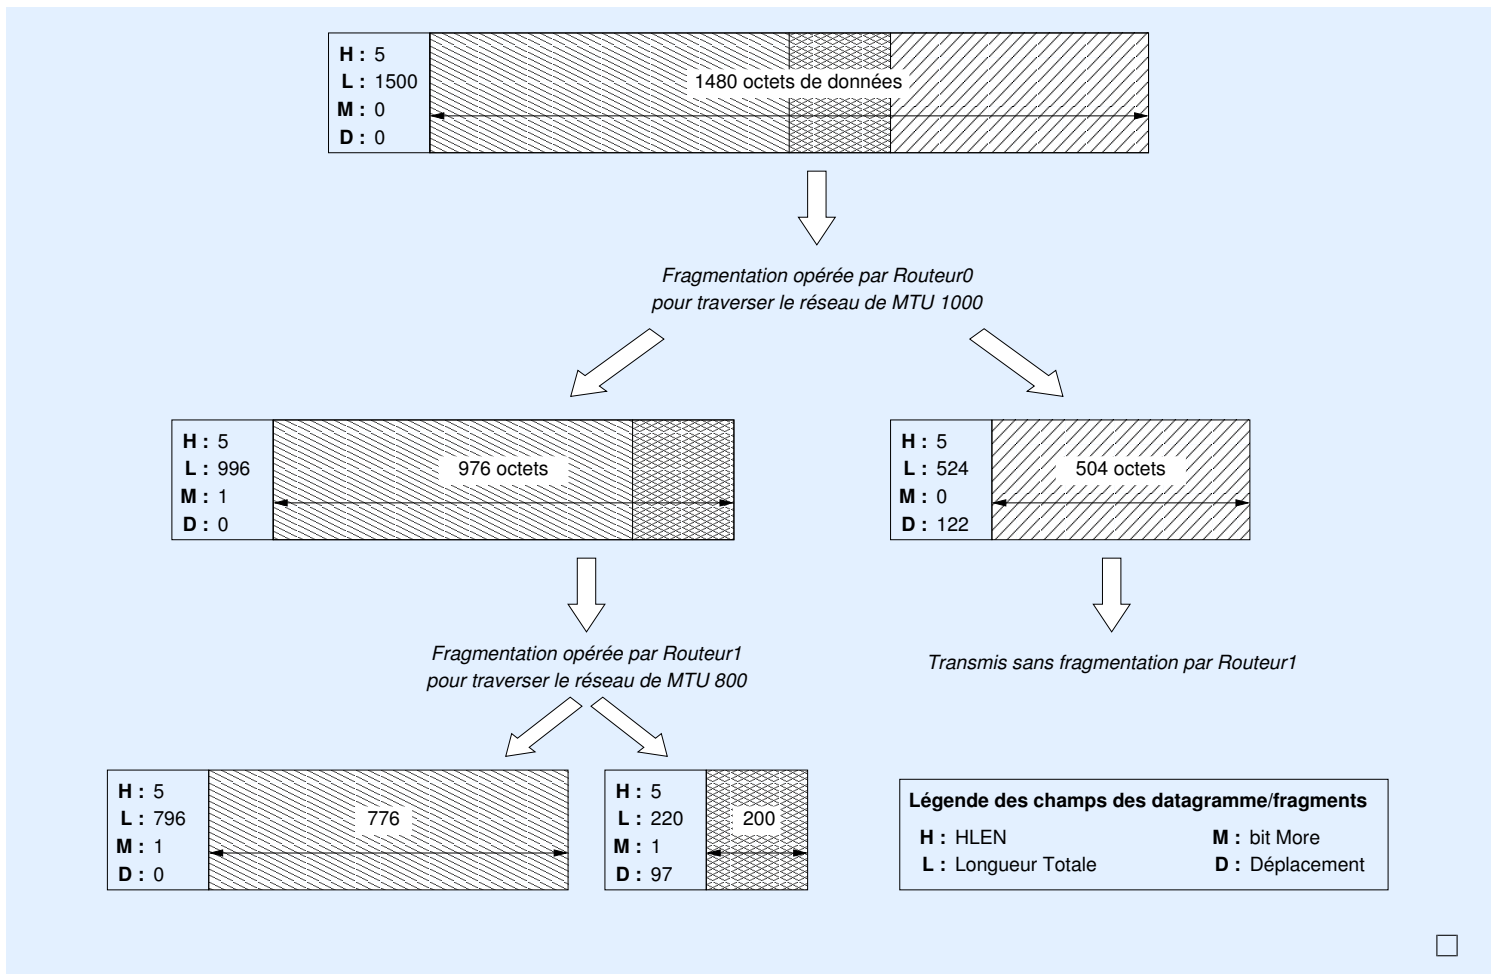 H : 5
L : 1500
M : 0
D : 0
1480 octets de données
Fragmentation opérée par Routeur0
pour traverser le réseau de MTU 1000
H : 5
L : 996
M : 1
D : 0
976 octets
H : 5
L : 524
M : 0
D : 122
504 octets
Fragmentation opérée par Routeur1
pour traverser le réseau de MTU 800
Transmis sans fragmentation par Routeur1
H : 5
L : 796
M : 1
D : 0
776
H : 5
L : 220
M : 1
D : 97
200
Légende des champs des datagramme/fragments
H : HLEN
M : bit More
L : Longueur Totale
D : Déplacement